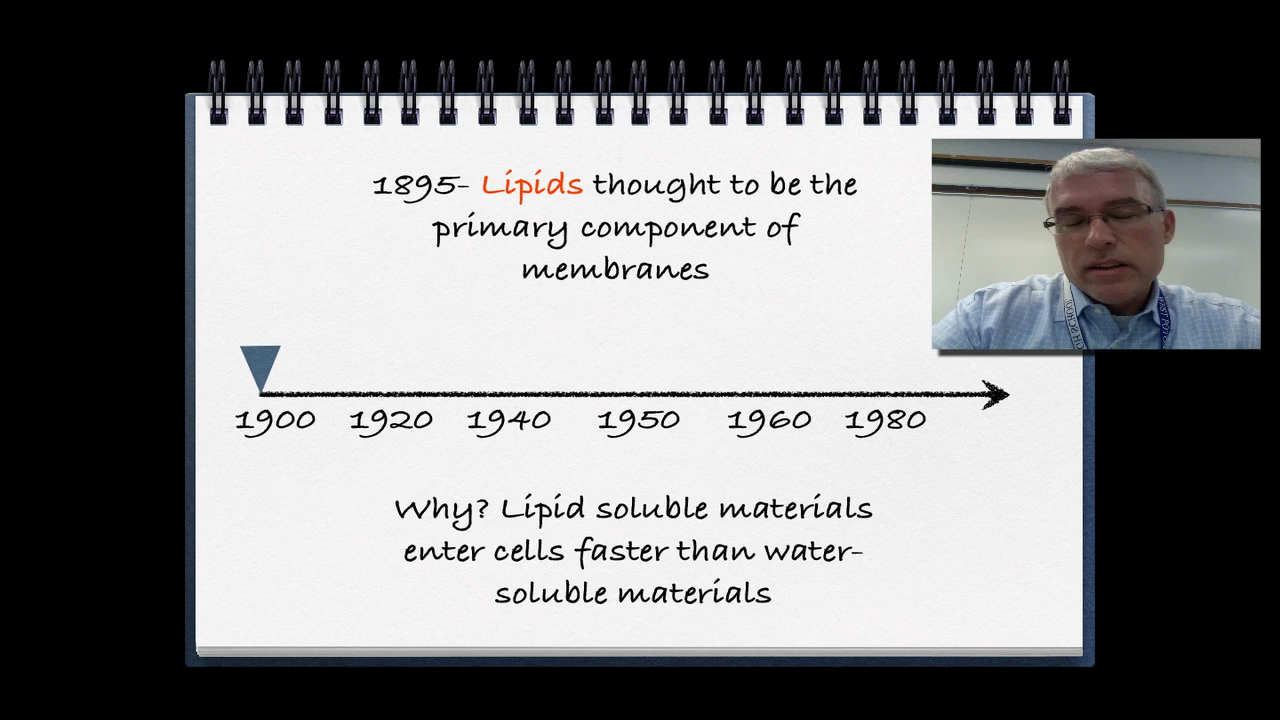 1895- Lipids thought to be the
primary component of
membranes
1900 1920 1940 1950 1960 1980
Why? Lipid soluble materials
enter cells faster than water-
soluble materials